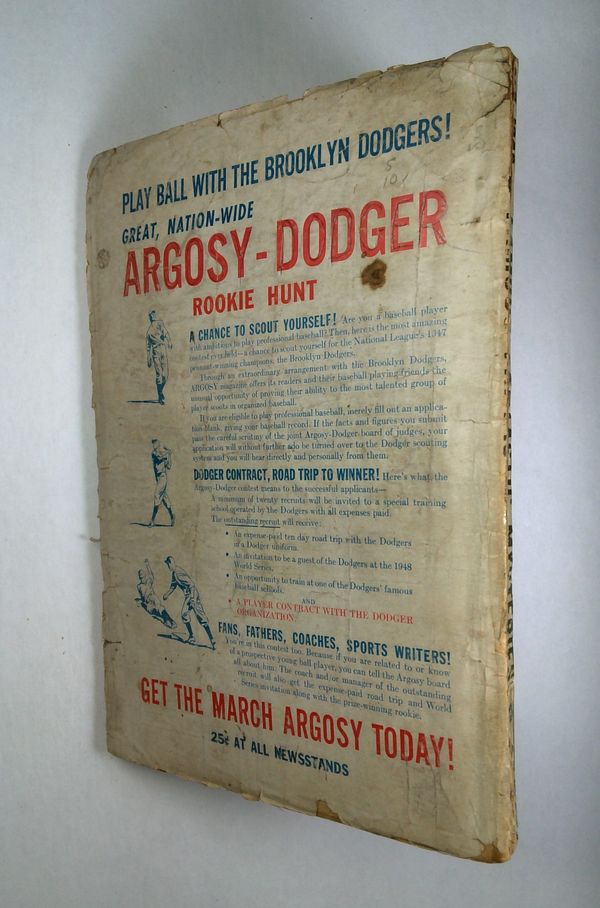 PLAY BALL WITH THE BROOKLYN DODGERS!
GREAT, NATION-WIDE
ARGOSY-DODGER
ROOKIE HUNT
A CHANCE TO SCOUT YOURSELF! Are you a baseball player
with ambitions to play professional baseball? Then, here is the most amazing
contest ever held—a chance to scout yourself for the National League's 1947
pennant-winning champions, the Brooklyn Dodgers.
Through an extraordinary arrangement with the Brooklyn Dodgers,
ARGOSY magazine offers its readers and their baseball playing friends the
unusual opportunity of proving their ability to the most talented group of
player scouts in organized baseball.
If you are eligible to play professional baseball, merely fill out an applica-
tion blank, giving your baseball record. If the facts and figures you submit
pass the careful scrutiny of the joint Argosy-Dodger board of judges, your
application will without further ado be turned over to the Dodger scouting
system and you will hear directly and personally from them.
DODGER CONTRACT, ROAD TRIP TO WINNER! Here's what the
Argosy-Dodger contest means to the successful applicants—
A minimum of twenty recruits will be invited to a special training
school operated by the Dodgers with all expenses paid.
The outstanding recruit will receive:
• An expense-paid ten day road trip with the Dodgers
in a Dodger uniform.
• An invitation to be a guest of the Dodgers at the 1948
World Series.
• An opportunity to train at one of the Dodgers' famous
baseball schools.
AND
• A PLAYER CONTRACT WITH THE DODGER
ORGANIZATION.
FANS, FATHERS, COACHES, SPORTS WRITERS!
You're in this contest too. Because if you are related to or know
of a prospective young ball player, you can tell the Argosy board
all about him. The coach and/or manager of the outstanding
recruit will also get the expense-paid road trip and World
Series invitation along with the prize-winning rookie.
GET THE MARCH ARGOSY TODAY!
25¢ AT ALL NEWSSTANDS